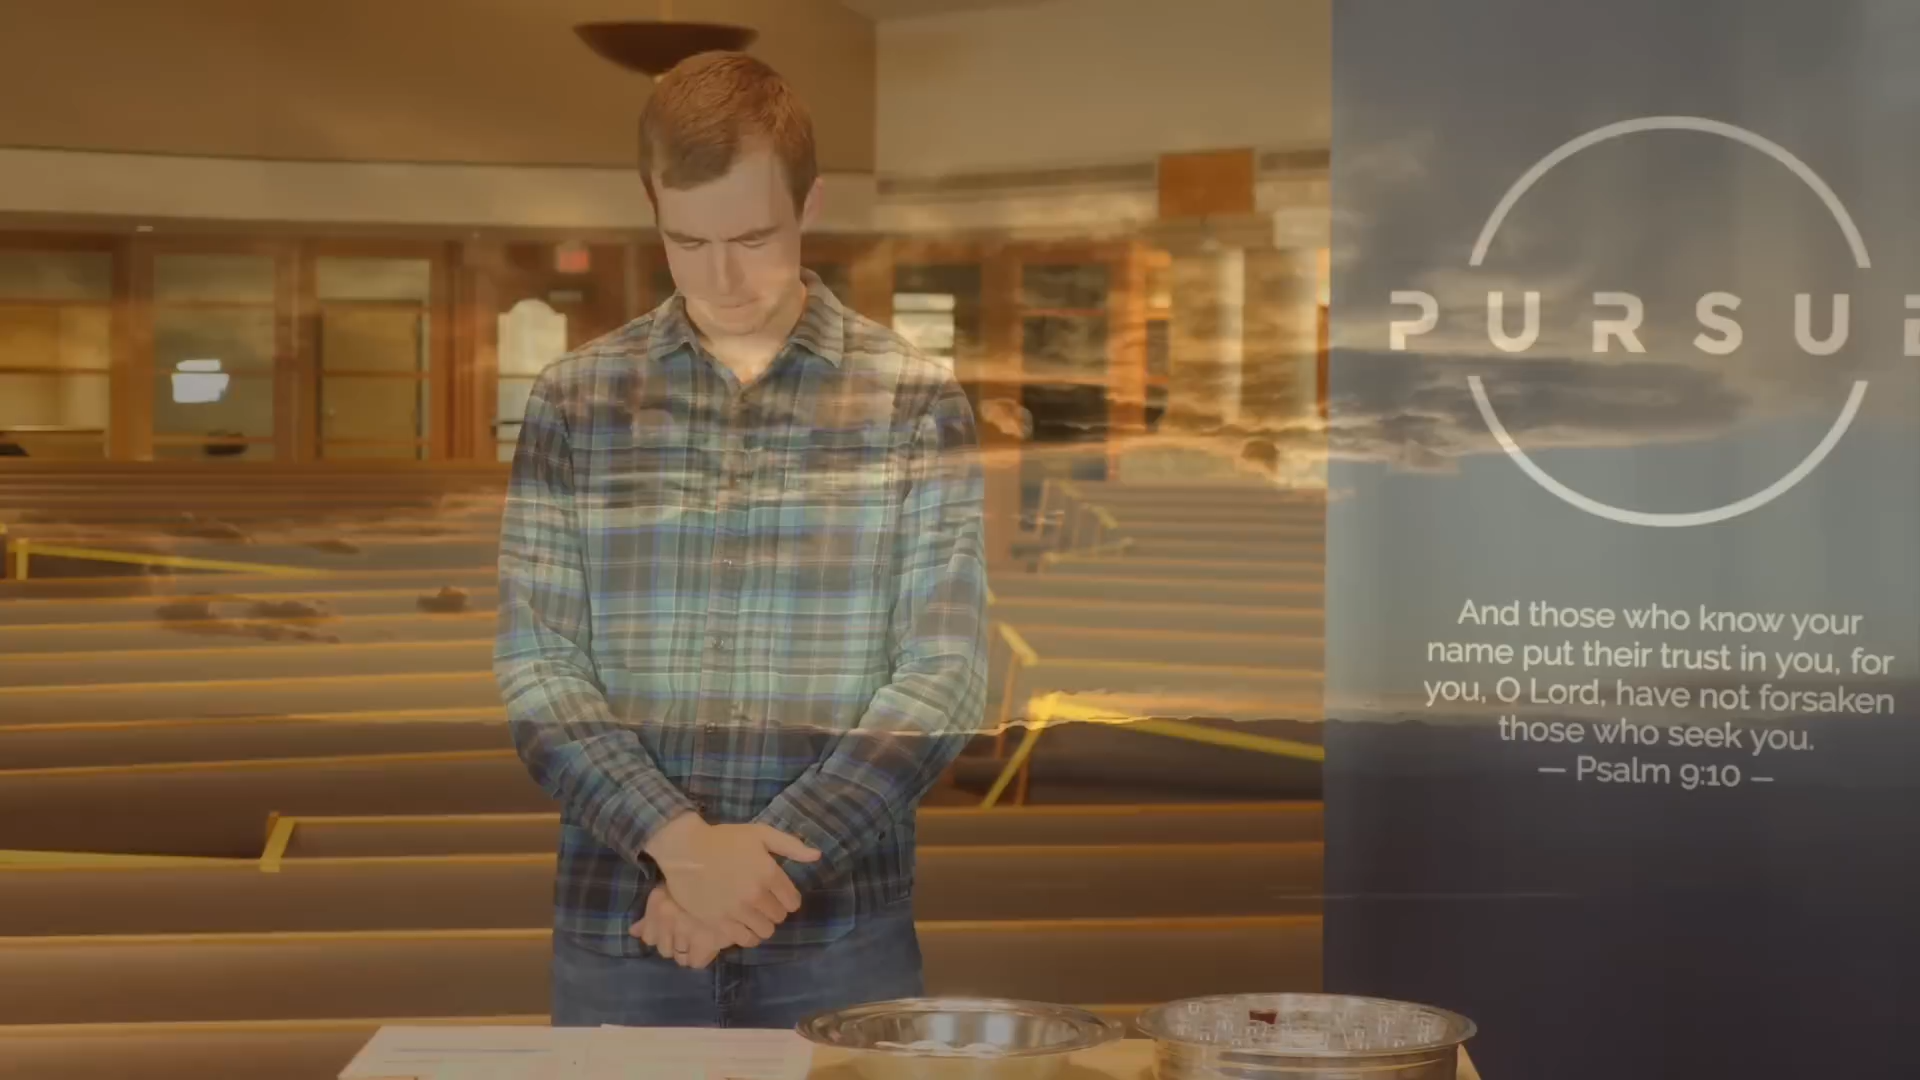 PURSUE
And those who know your
name put their trust in you, for
you, O Lord, have not forsaken
those who seek you.
— Psalm 9:10 —